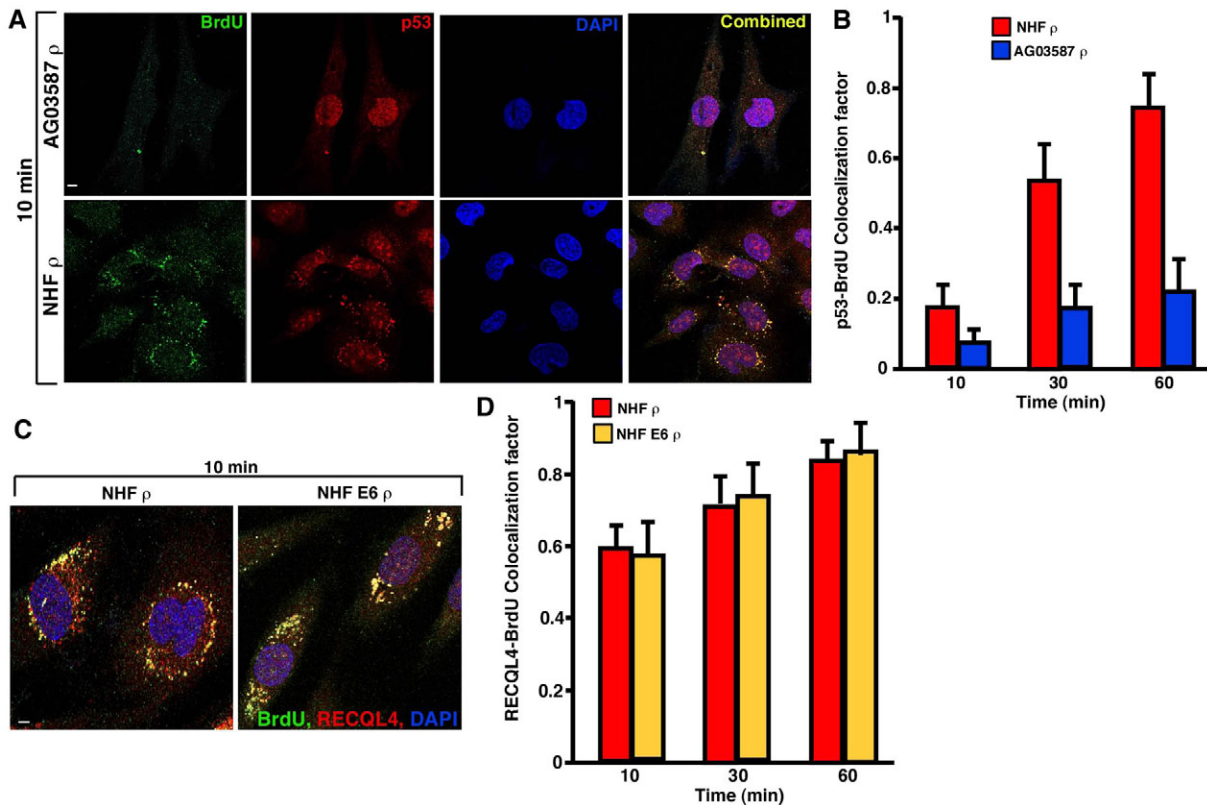 A
BrdU
p53
DAPI
Combined
10 min
AG03587 ρ
NHF ρ
B
NHF ρ
AG03587 ρ
p53-BrdU Colocalization factor
1
0.8
0.6
0.4
0.2
0
10 30 60
Time (min)
C
10 min
NHF ρ NHF E6 ρ
BrdU, RECQL4, DAPI
D
NHF ρ
NHF E6 ρ
RECQL4-BrdU Colocalization factor
1
0.8
0.6
0.4
0.2
0
10 30 60
Time (min)